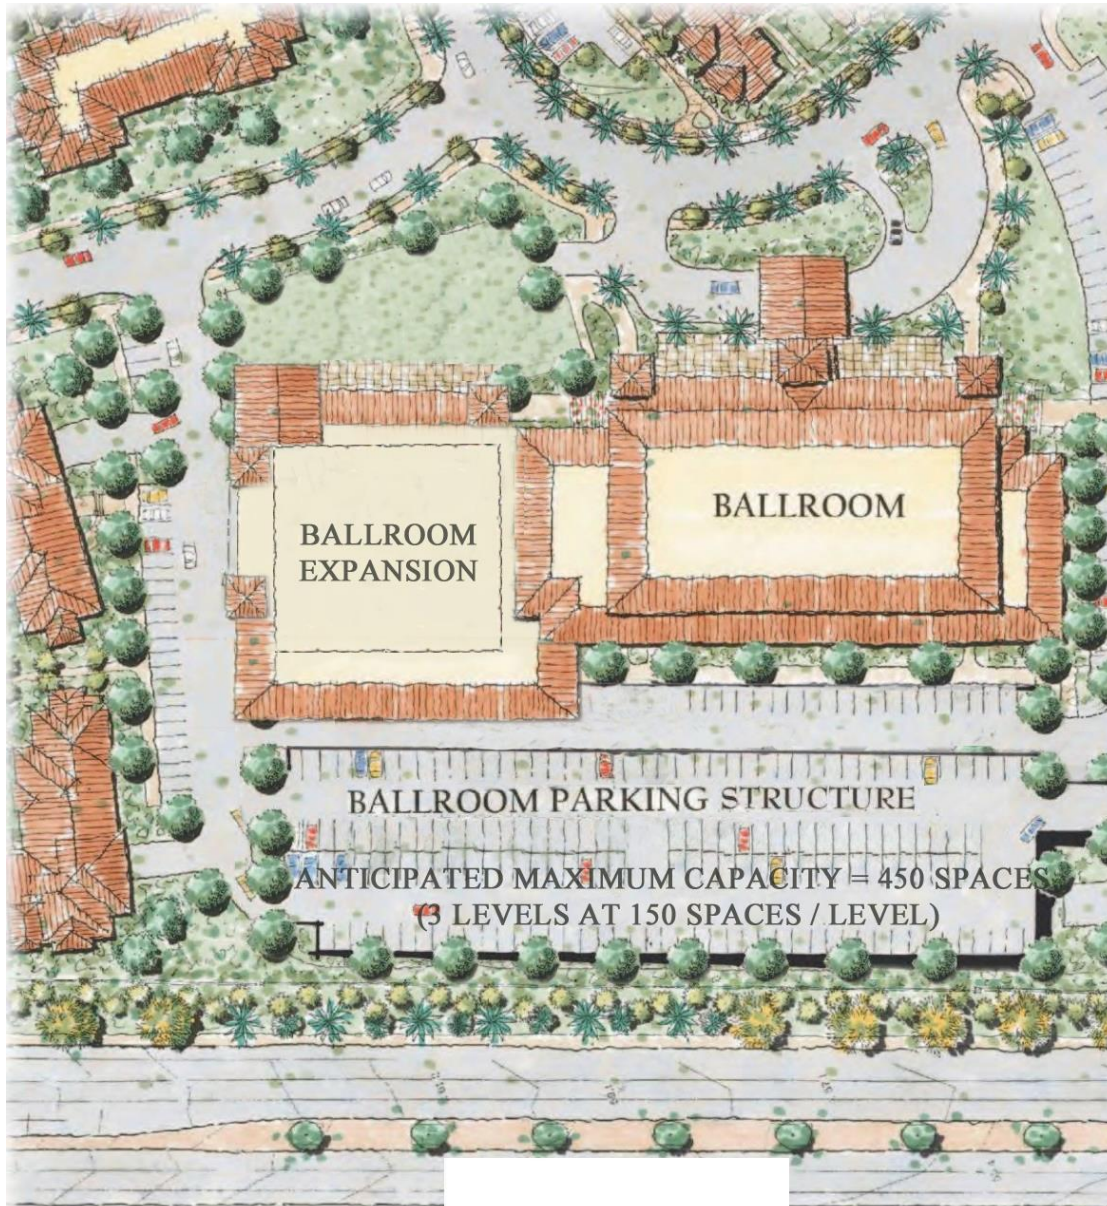 BALLROOM
BALLROOM
EXPANSION
BALLROOM PARKING STRUCTURE
ANTICIPATED MAXIMUM CAPACITY = 450 SPACES
(3 LEVELS AT 150 SPACES / LEVEL)